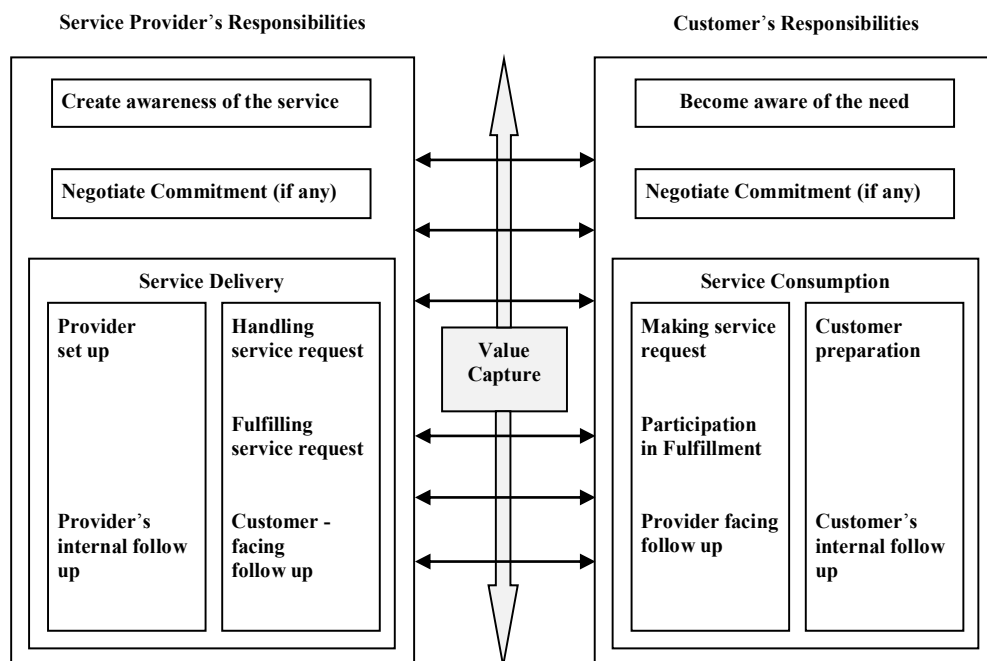 Service Provider’s Responsibilities
Create awareness of the service
Negotiate Commitment (if any)
Service Delivery
Provider
set up
Provider’s
internal follow
up
Handling
service request
Fulfilling
service request
Customer -
facing
follow up
Value
Capture
Customer’s Responsibilities
Become aware of the need
Negotiate Commitment (if any)
Service Consumption
Making service
request
Participation
in Fulfillment
Provider facing
follow up
Customer
preparation
Customer’s
internal follow
up